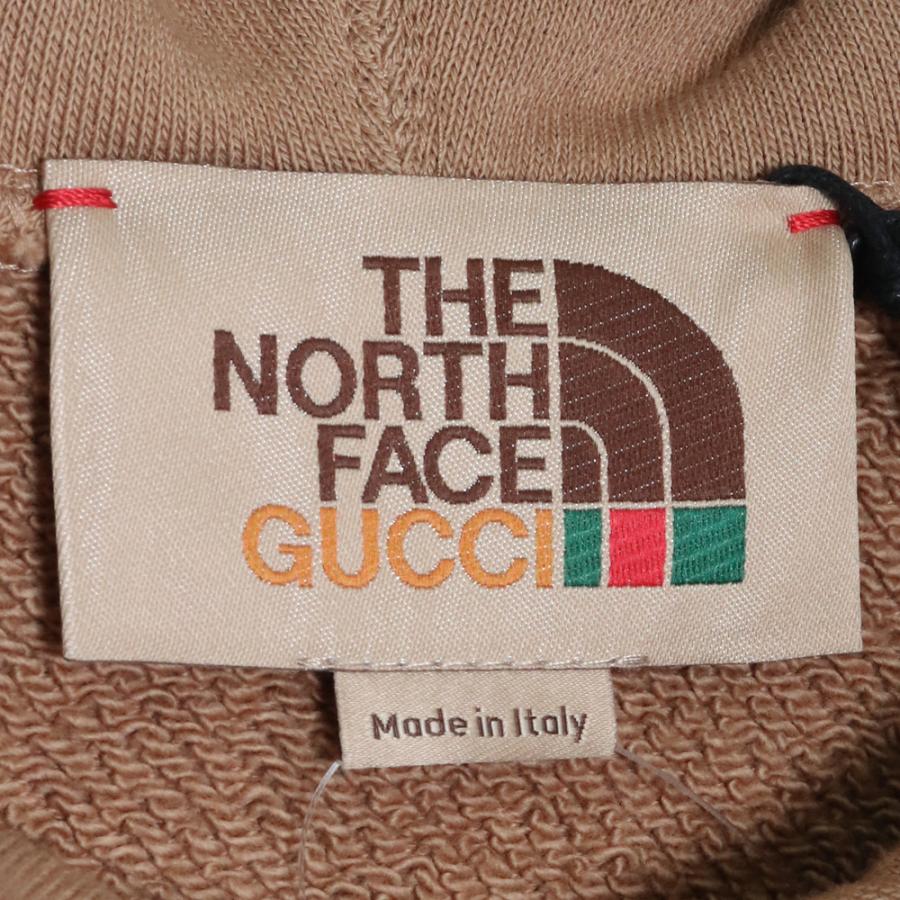 THE
NORTH
FACE
GUCCI
Made in Italy